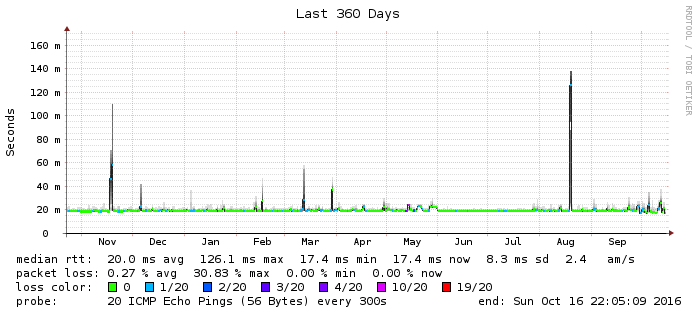 Last 360 Days
RRDTOOL / TOBI OETIKER
Seconds
160 m
140 m
120 m
100 m
80 m
60 m
40 m
20 m
0
Nov Dec Jan Feb Mar Apr May Jun Jul Aug Sep
median rtt: 20.0 ms avg 126.1 ms max 17.4 ms min 17.4 ms now 8.3 ms sd 2.4 am/s
packet loss: 0.27 % avg 30.83 % max 0.00 % min 0.00 % now
loss color: 0 1/20 2/20 3/20 4/20 10/20 19/20
probe: 20 ICMP Echo Pings (56 Bytes) every 300s end: Sun Oct 16 22:05:09 2016